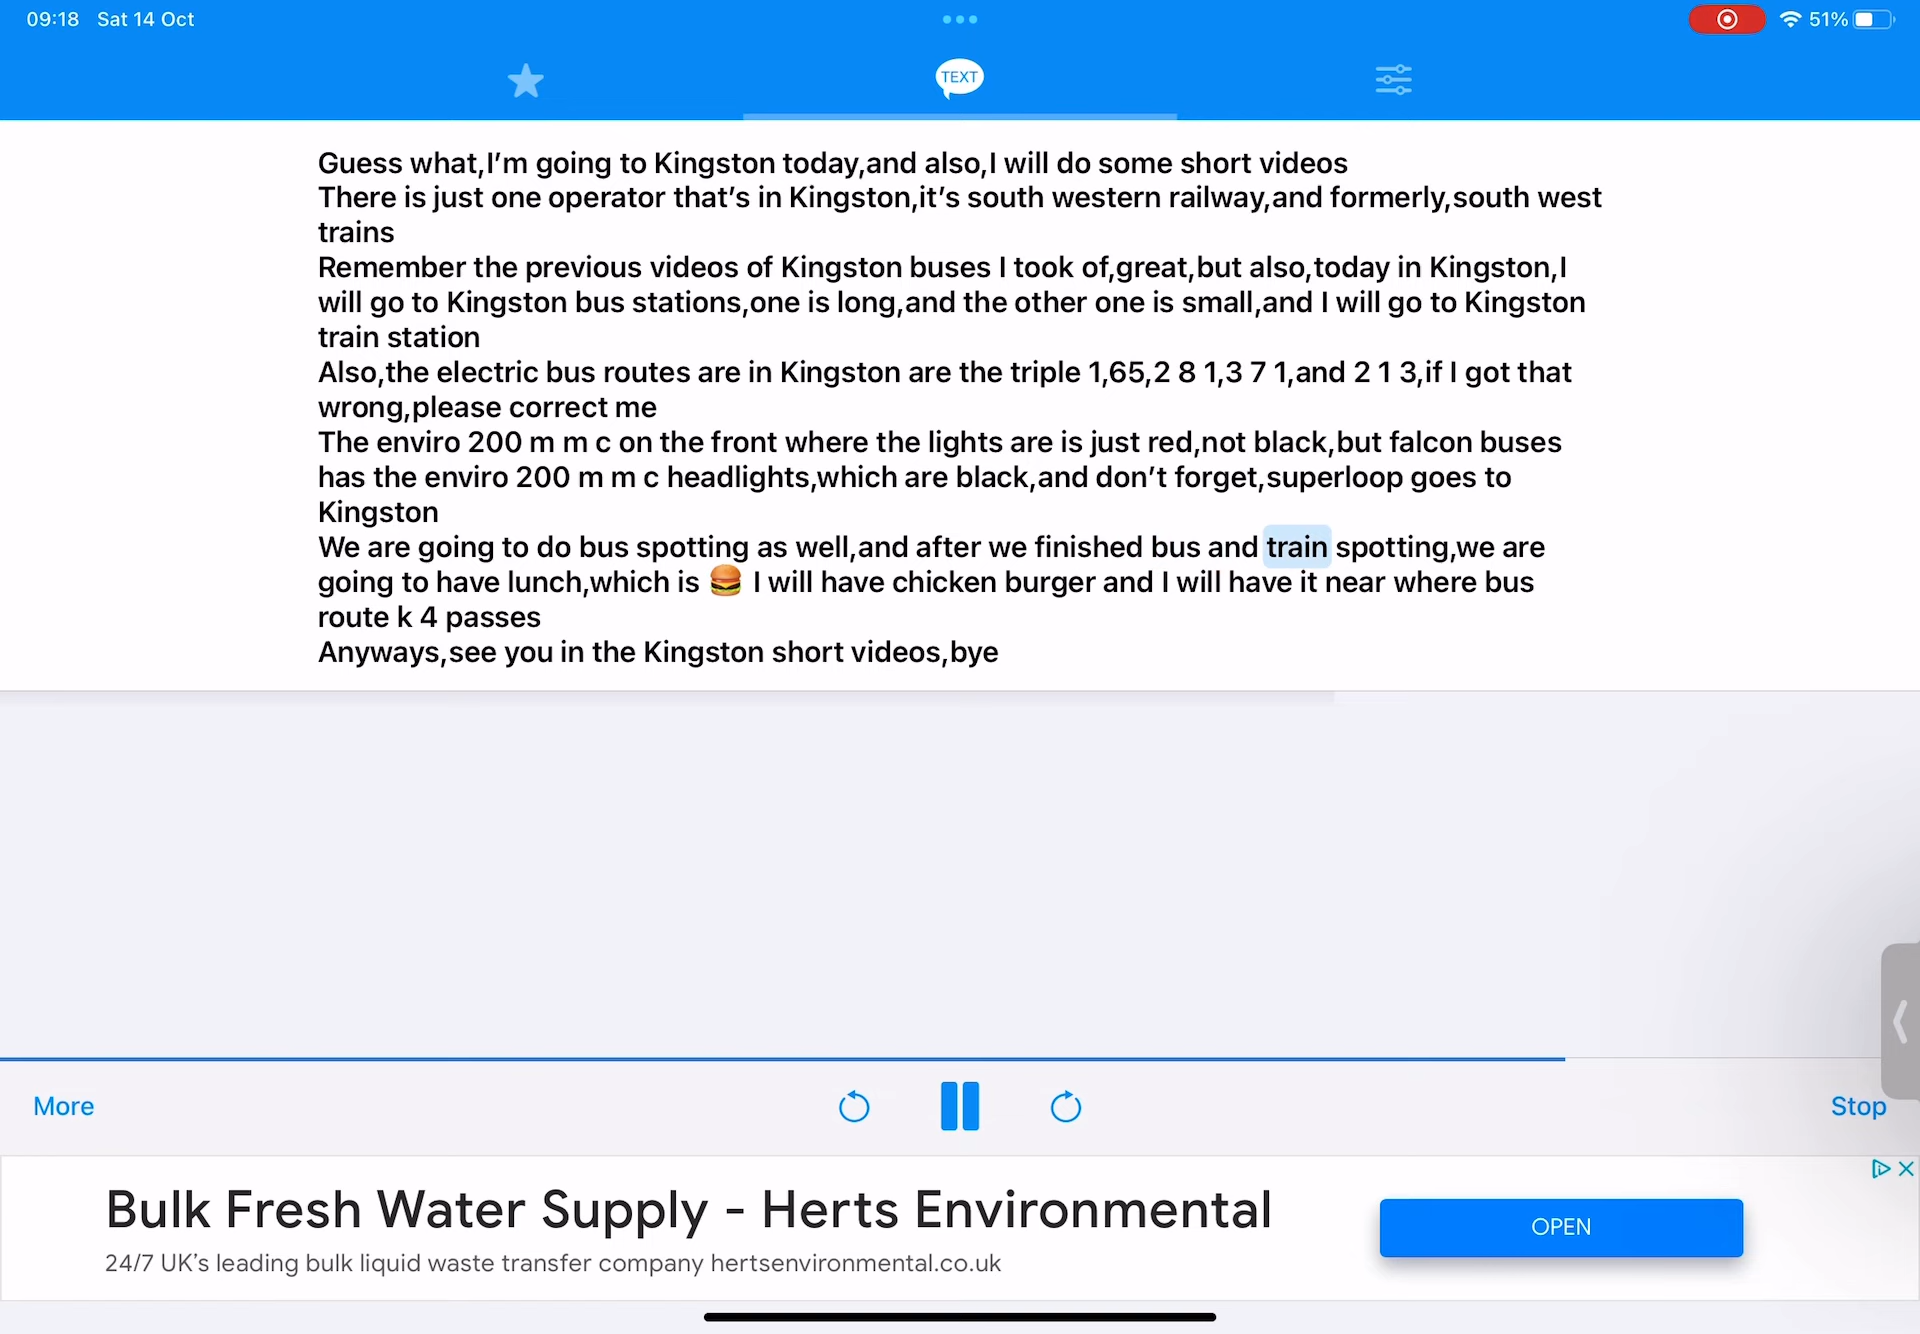 09:18 Sat 14 Oct
51%
TEXT
Guess what,I'm going to Kingston today,and also,I will do some short videos
There is just one operator that's in Kingston,it's south western railway,and formerly,south west
trains
Remember the previous videos of Kingston buses I took of,great,but also,today in Kingston,I
will go to Kingston bus stations,one is long,and the other one is small,and I will go to Kingston
train station
Also,the electric bus routes are in Kingston are the triple 1,65,2 8 1,3 7 1,and 2 1 3,if I got that
wrong,please correct me
The enviro 200 m m c on the front where the lights are is just red,not black,but falcon buses
has the enviro 200 m m c headlights,which are black,and don't forget,superloop goes to
Kingston
We are going to do bus spotting as well,and after we finished bus and train spotting,we are
going to have lunch,which is 🍔 I will have chicken burger and I will have it near where bus
route k 4 passes
Anyways,see you in the Kingston short videos,bye
More
Stop
Bulk Fresh Water Supply - Herts Environmental
24/7 UK's leading bulk liquid waste transfer company hertsenvironmental.co.uk
OPEN